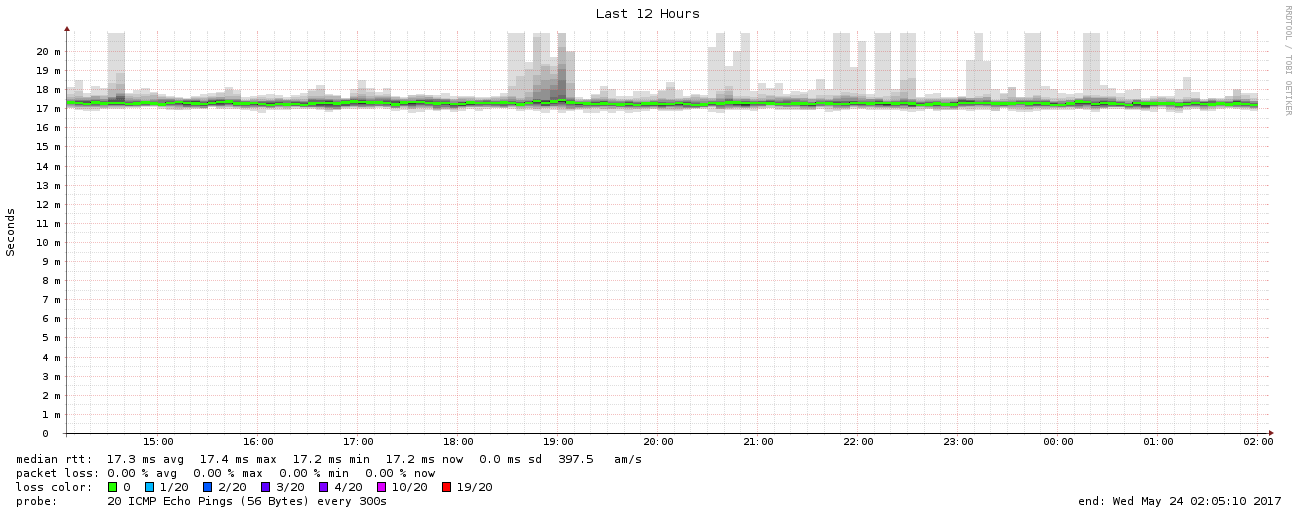 Last 12 Hours
RRDTOOL / TOBI OETIKER
Seconds
20 m
19 m
18 m
17 m
16 m
15 m
14 m
13 m
12 m
11 m
10 m
9 m
8 m
7 m
6 m
5 m
4 m
3 m
2 m
1 m
0
15:00 16:00 17:00 18:00 19:00 20:00 21:00 22:00 23:00 00:00 01:00 02:00
median rtt: 17.3 ms avg 17.4 ms max 17.2 ms min 17.2 ms now 0.0 ms sd 397.5 am/s
packet loss: 0.00 % avg 0.00 % max 0.00 % min 0.00 % now
loss color: 0 1/20 2/20 3/20 4/20 10/20 19/20
probe: 20 ICMP Echo Pings (56 Bytes) every 300s end: Wed May 24 02:05:10 2017